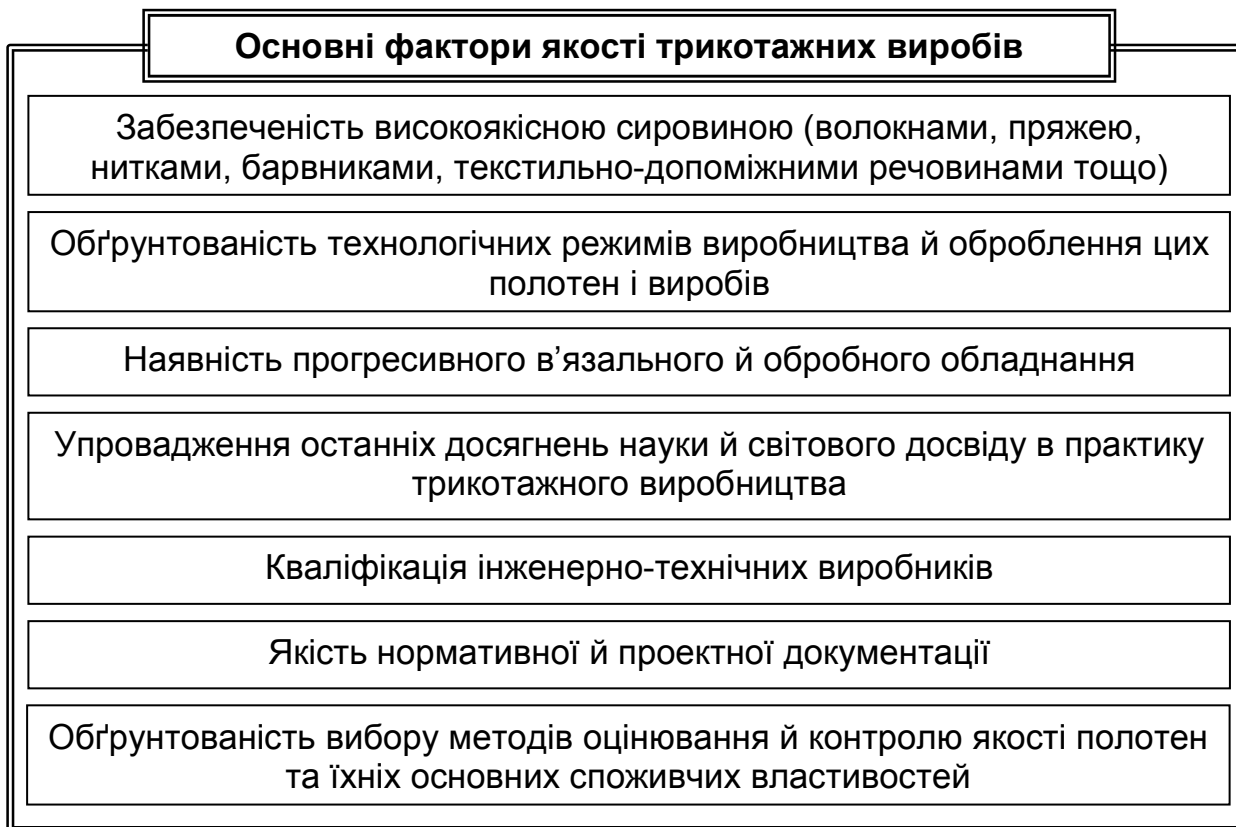 Основні фактори якості трикотажних виробів
Забезпеченість високоякісною сировиною (волокнами, пряжею,
нитками, барвниками, текстильно-допоміжними речовинами тощо)
Обґрунтованість технологічних режимів виробництва й оброблення цих
полотен і виробів
Наявність прогресивного в’язального й обробного обладнання
Упровадження останніх досягнень науки й світового досвіду в практику
трикотажного виробництва
Кваліфікація інженерно-технічних виробників
Якість нормативної й проектної документації
Обґрунтованість вибору методів оцінювання й контролю якості полотен
та їхніх основних споживчих властивостей